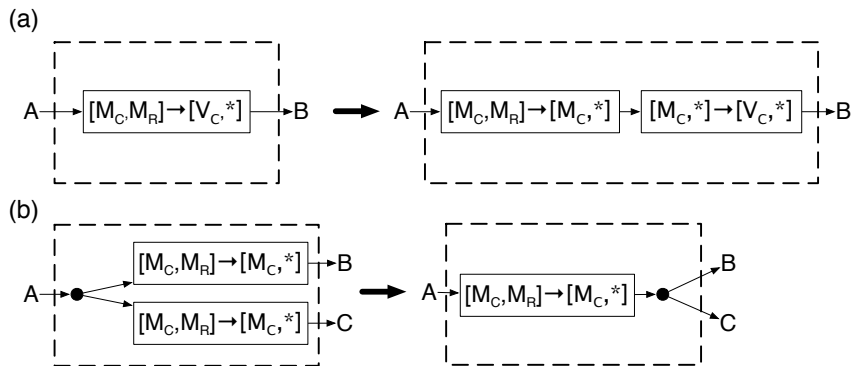 (a)
A [M_C,M_R]→[V_C,*] B A [M_C,M_R]→[M_C,*] [M_C,*]→[V_C,*] B
(b)
[M_C,M_R]→[M_C,*] B
A
[M_C,M_R]→[M_C,*] C
A [M_C,M_R]→[M_C,*]
B
C